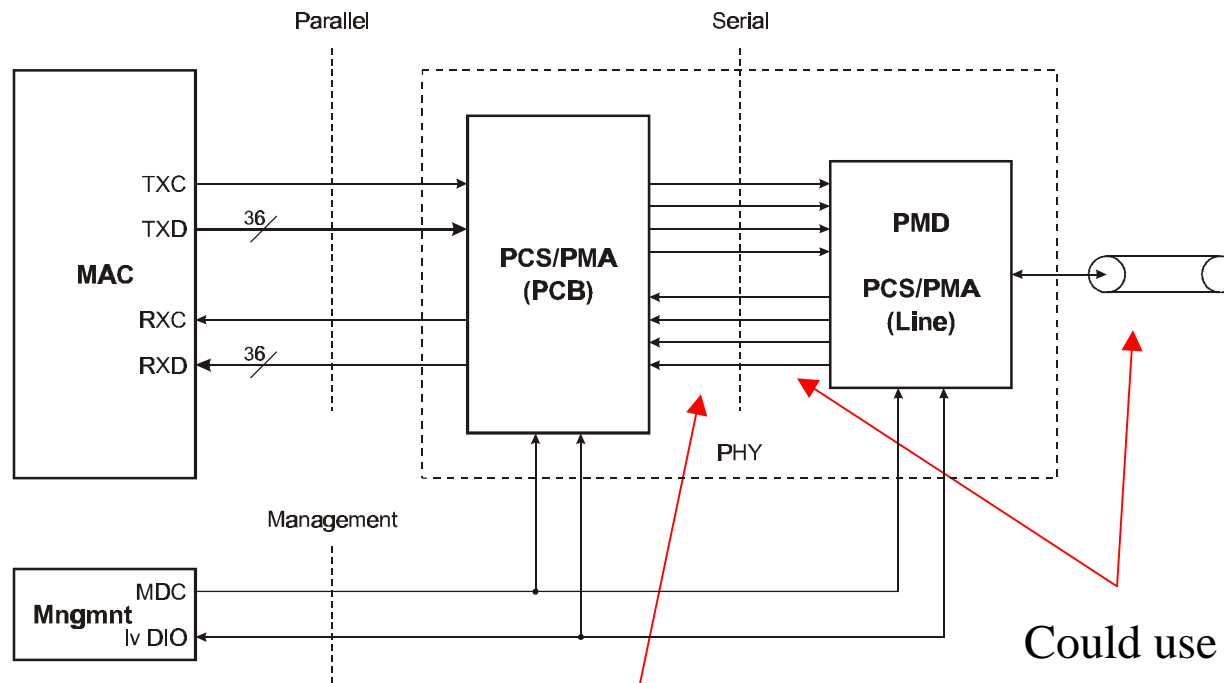 Parallel
Serial
MAC
TXC
TXD
36
RXC
RXD
36
PCS/PMA
(PCB)
PMD
PCS/PMA
(Line)
PHY
Management
Mngmnt
MDC
Iv DIO
Could use